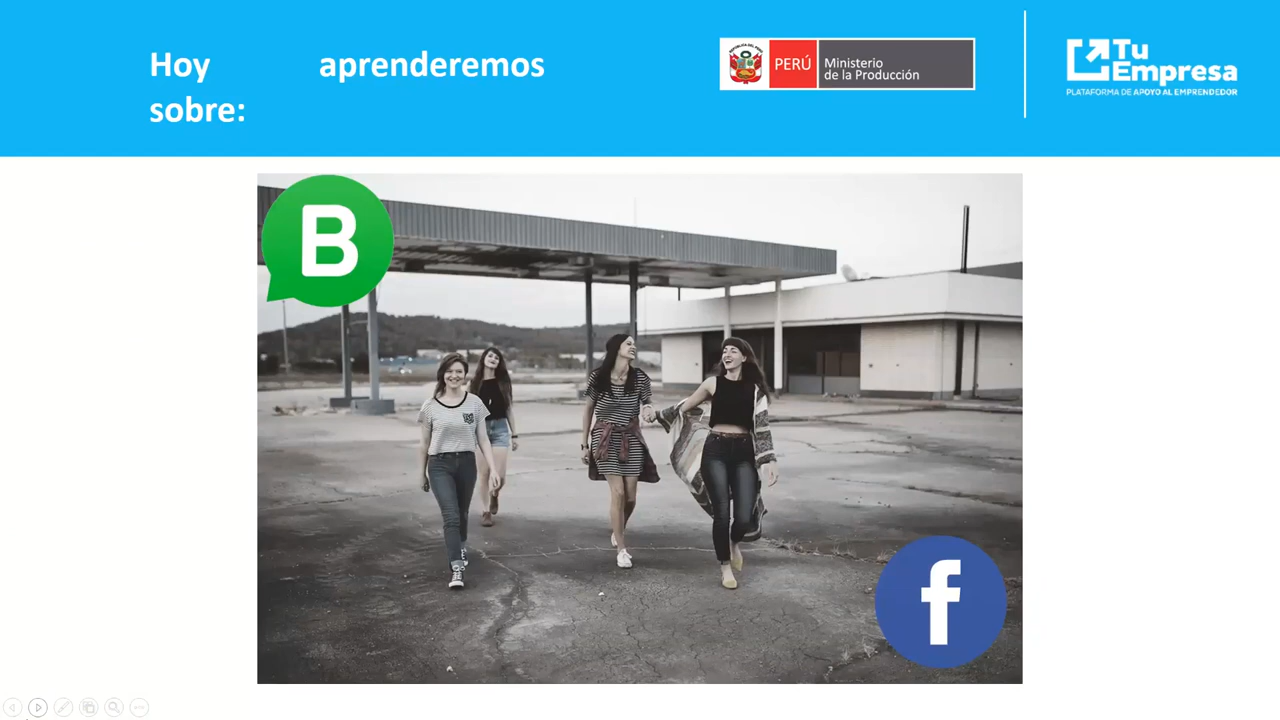 Hoy aprenderemos
sobre:
PERÚ
Ministerio
de la Producción
Tu
Empresa
PLATAFORMA DE APOYO AL EMPRENDEDOR
B
f